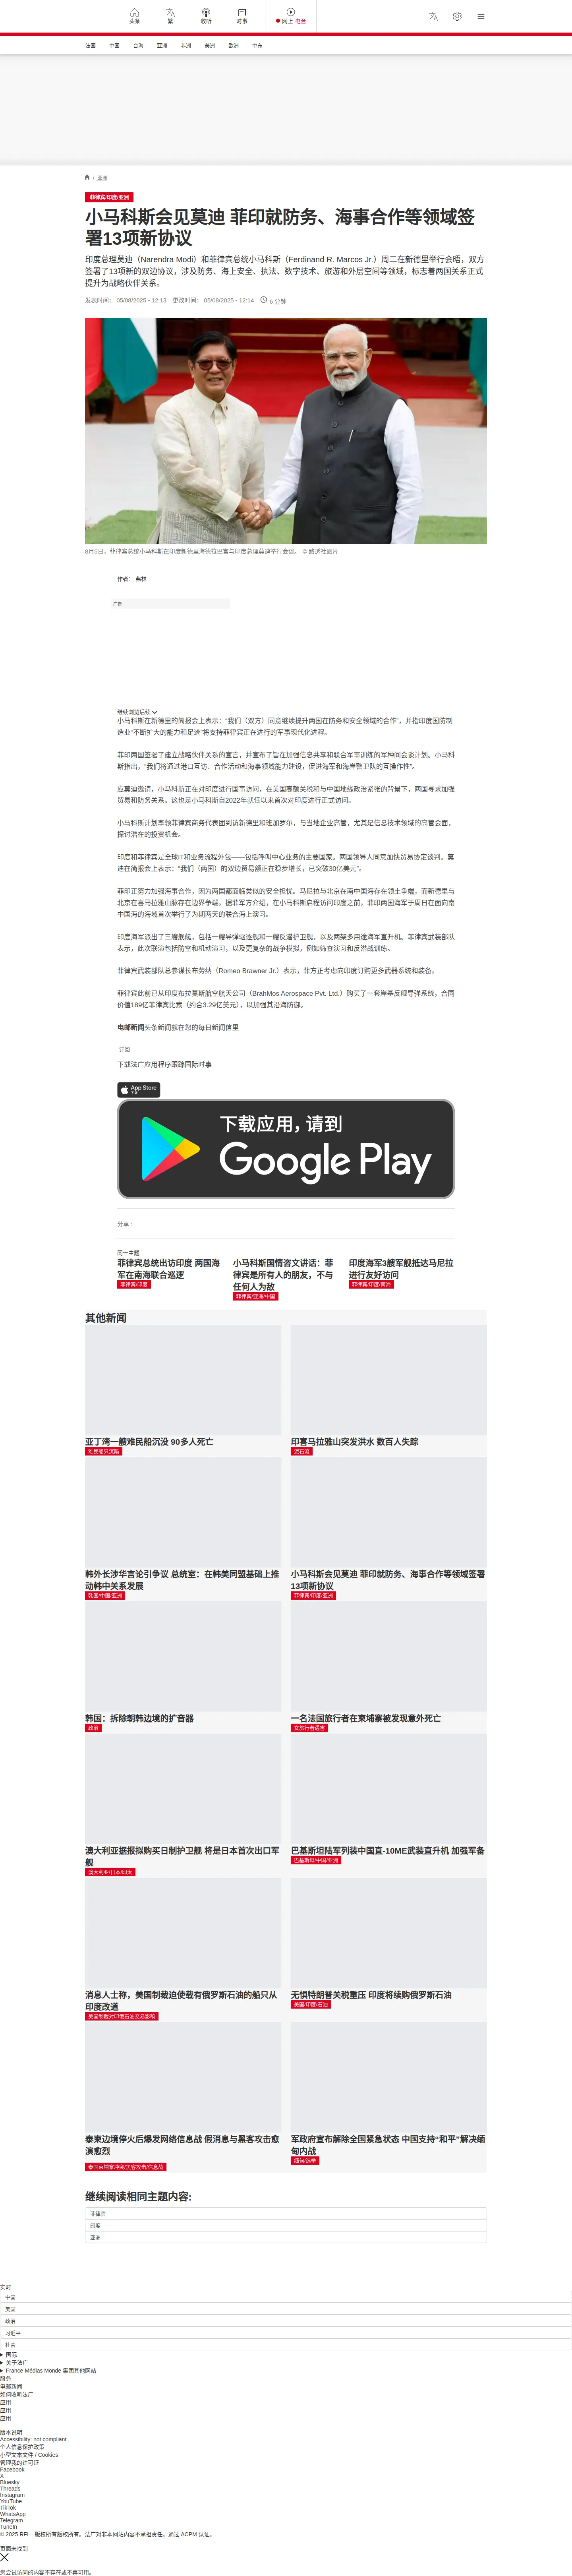 头条
繁
收听
时事
网上 电台
法国 中国 台海 亚洲 非洲 美洲 欧洲 中东
/ 亚洲
菲律宾/印度/亚洲
小马科斯会见莫迪 菲印就防务、海事合作等领域签
署13项新协议
印度总理莫迪（Narendra Modi）和菲律宾总统小马科斯（Ferdinand R. Marcos Jr.）周二在新德里举行会晤，双方
签署了13项新的双边协议，涉及防务、海上安全、执法、数字技术、旅游和外层空间等领域，标志着两国关系正式
提升为战略伙伴关系。
发表时间： 05/08/2025 - 12:13 更改时间： 05/08/2025 - 12:14 6 分钟
8月5日，菲律宾总统小马科斯在印度新德里海德拉巴宫与印度总理莫迪举行会谈。 © 路透社图片
作者： 弗林
广告
继续浏览后续
小马科斯在新德里的简报会上表示：“我们（双方）同意继续提升两国在防务和安全领域的合作”，并指印度国防制
造业“不断扩大的能力和足迹”将支持菲律宾正在进行的军事现代化进程。
菲印两国签署了建立战略伙伴关系的宣言，并宣布了旨在加强信息共享和联合军事训练的军种间会谈计划。小马科
斯指出，“我们将通过港口互访、合作活动和海事领域能力建设，促进海军和海岸警卫队的互操作性”。
应莫迪邀请，小马科斯正在对印度进行国事访问，在美国高额关税和与中国地缘政治紧张的背景下，两国寻求加强
贸易和防务关系。这也是小马科斯自2022年就任以来首次对印度进行正式访问。
小马科斯计划率领菲律宾商务代表团到访新德里和班加罗尔，与当地企业高管，尤其是信息技术领域的高管会面，
探讨潜在的投资机会。
印度和菲律宾是全球IT和业务流程外包——包括呼叫中心业务的主要国家。两国领导人同意加快贸易协定谈判。莫
迪在简报会上表示：“我们（两国）的双边贸易额正在稳步增长，已突破30亿美元”。
菲印正努力加强海事合作，因为两国都面临类似的安全担忧。马尼拉与北京在南中国海存在领土争端，而新德里与
北京在喜马拉雅山脉存在边界争端。据菲军方介绍，在小马科斯启程访问印度之前，菲印两国海军于周日在面向南
中国海的海域首次举行了为期两天的联合海上演习。
印度海军派出了三艘舰艇，包括一艘导弹驱逐舰和一艘反潜护卫舰，以及两架多用途海军直升机。菲律宾武装部队
表示，此次联演包括防空和机动演习，以及更复杂的战争模拟，例如筛查演习和反潜战训练。
菲律宾武装部队总参谋长布劳纳（Romeo Brawner Jr.）表示，菲方正考虑向印度订购更多武器系统和装备。
菲律宾此前已从印度布拉莫斯航空航天公司（BrahMos Aerospace Pvt. Ltd.）购买了一套岸基反舰导弹系统，合同
价值189亿菲律宾比索（约合3.29亿美元），以加强其沿海防御。
电邮新闻头条新闻就在您的每日新闻信里
订阅
下载法广应用程序跟踪国际时事
App Store
下载
下载应用，请到
Google Play
分享 :
同一主题
菲律宾总统出访印度 两国海
军在南海联合巡逻
菲律宾/印度
小马科斯国情咨文讲话：菲
律宾是所有人的朋友，不与
任何人为敌
菲律宾/亚洲/中国
印度海军3艘军舰抵达马尼拉
进行友好访问
菲律宾/印度/南海
其他新闻
亚丁湾一艘难民船沉没 90多人死亡
难民船只沉陷
印喜马拉雅山突发洪水 数百人失踪
泥石流
韩外长涉华言论引争议 总统室：在韩美同盟基础上推
动韩中关系发展
韩国/中国/亚洲
小马科斯会见莫迪 菲印就防务、海事合作等领域签署
13项新协议
菲律宾/印度/亚洲
韩国：拆除朝韩边境的扩音器
政治
一名法国旅行者在柬埔寨被发现意外死亡
女旅行者遇害
澳大利亚据报拟购买日制护卫舰 将是日本首次出口军
舰
澳大利亚/日本/印太
巴基斯坦陆军列装中国直-10ME武装直升机 加强军备
巴基斯坦/中国/亚洲
消息人士称，美国制裁迫使载有俄罗斯石油的船只从
印度改道
美国制裁对印俄石油交易影响
无惧特朗普关税重压 印度将续购俄罗斯石油
美国/印度/石油
泰柬边境停火后爆发网络信息战 假消息与黑客攻击愈
演愈烈
泰国柬埔寨冲突/黑客攻击/信息战
军政府宣布解除全国紧急状态 中国支持“和平”解决缅
甸内战
缅甸/选举
继续阅读相同主题内容:
菲律宾
印度
亚洲
实时
中国
美国
政治
习近平
社会
国际
关于法广
France Médias Monde 集团其他网站
服务
电邮新闻
如何收听法广
应用
应用
应用
版本说明
Accessibility: not compliant
个人信息保护政策
小型文本文件 / Cookies
管理我的许可证
Facebook
X
Bluesky
Threads
Instagram
YouTube
TikTok
WhatsApp
Telegram
TuneIn
© 2025 RFI – 版权所有版权所有。法广对非本网站内容不承担责任。通过 ACPM 认证。
页面未找到
您尝试访问的内容不存在或不再可用。